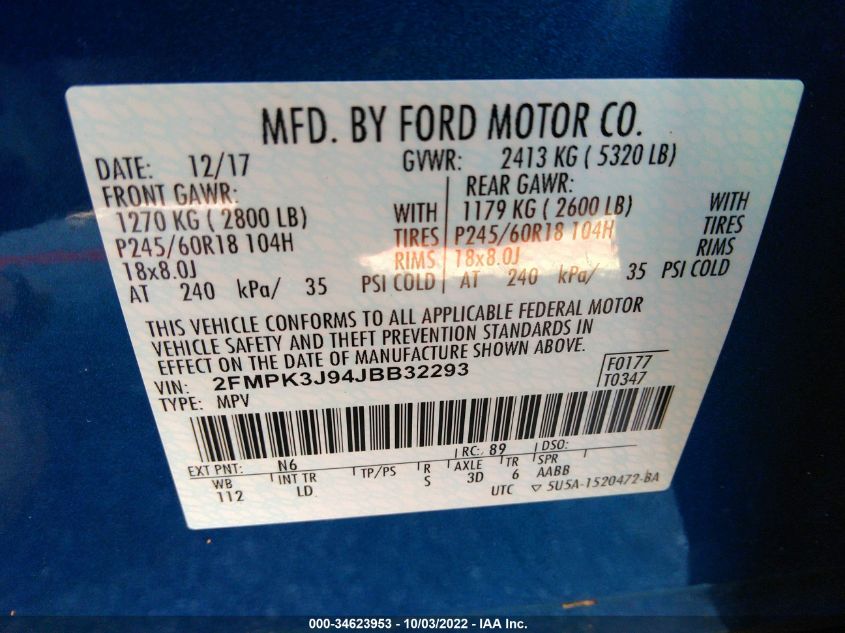 MFD. BY FORD MOTOR CO.
DATE: 12/17 GVWR: 2413 KG ( 5320 LB)
FRONT GAWR: REAR GAWR:
1270 KG ( 2800 LB) WITH 1179 KG ( 2600 LB) WITH
P245/60R18 104H TIRES P245/60R18 104H TIRES
18x8.0J RIMS 18x8.0J RIMS
AT 240 kPa/ 35 PSI COLD AT 240 kPa/ 35 PSI COLD
THIS VEHICLE CONFORMS TO ALL APPLICABLE FEDERAL MOTOR
VEHICLE SAFETY AND THEFT PREVENTION STANDARDS IN
EFFECT ON THE DATE OF MANUFACTURE SHOWN ABOVE.
VIN: 2FMPK3J94JBB32293 F0177
TYPE: MPV T0347
EXT PNT: N6 RC: 89 DSO:
WB INT TR TP/PS R AXLE TR SPR
112 LD S 3D 6 AABB
UTC ▽ 5U5A-1520472-BA
000-34623953 - 10/03/2022 - IAA Inc.